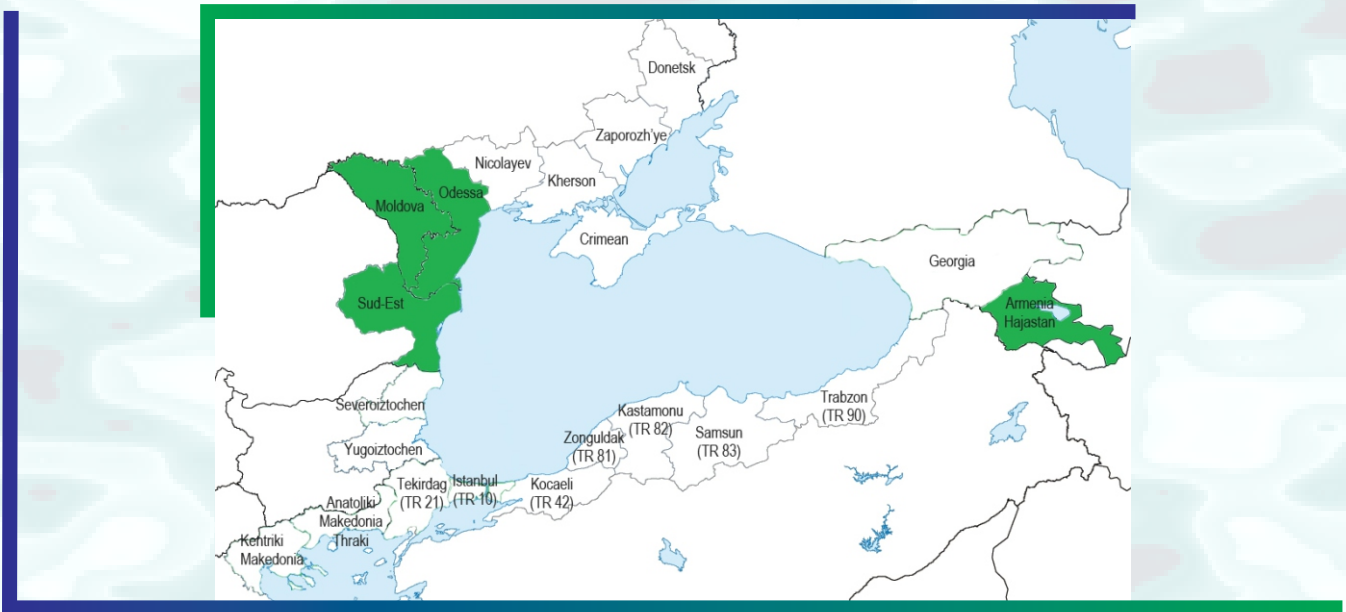 Donetsk
Zaporozh'ye
Nicolayev
Kherson
Odessa
Moldova
Crimean
Georgia
Sud-Est
Armenia
Hajastan
Severoiztochen
Yugoiztochen
Trabzon
(TR 90)
Kastamonu
(TR 82)
Samsun
(TR 83)
Zonguldak
(TR 81)
Tekirdag
(TR 21)
Istanbul
(TR 10)
Kocaeli
(TR 42)
Anatoliki
Makedonia
Thraki
Kentriki
Makedonia